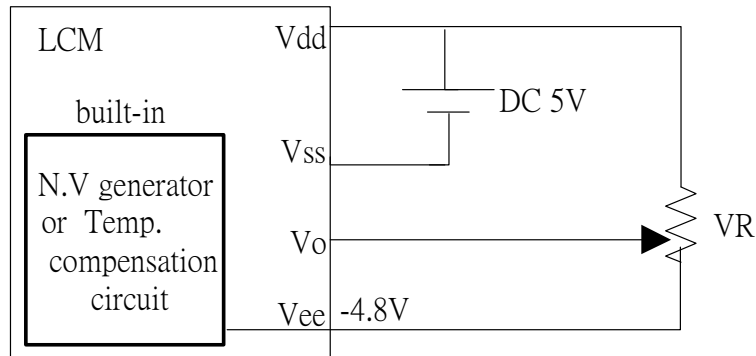 LCM
Vdd
DC 5V
built-in
Vss
N.V generator
or Temp.
compensation
circuit
Vo
VR
Vee
-4.8V